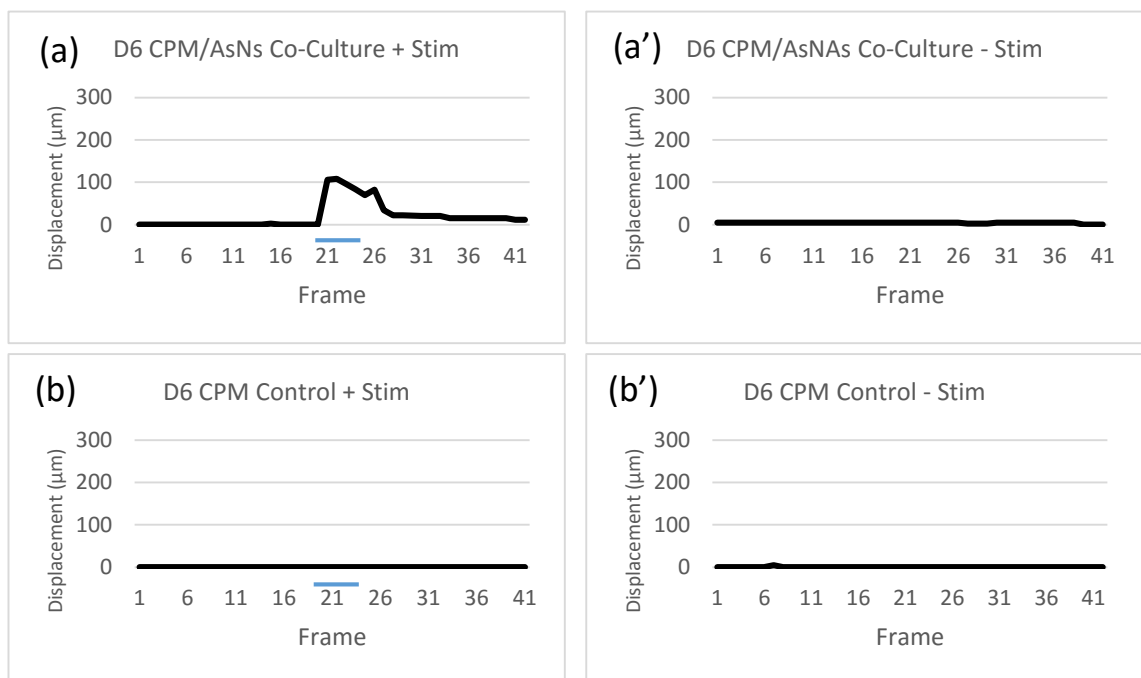 (a) D6 CPM/AsNs Co-Culture + Stim
Displacement (µm)
300
200
100
0
1 6 11 16 21 26 31 36 41
Frame
(a’) D6 CPM/AsNAs Co-Culture - Stim
Displacement (µm)
300
200
100
0
1 6 11 16 21 26 31 36 41
Frame
(b) D6 CPM Control + Stim
Displacement (µm)
300
200
100
0
1 6 11 16 21 26 31 36 41
Frame
(b’) D6 CPM Control - Stim
Displacement (µm)
300
200
100
0
1 6 11 16 21 26 31 36 41
Frame